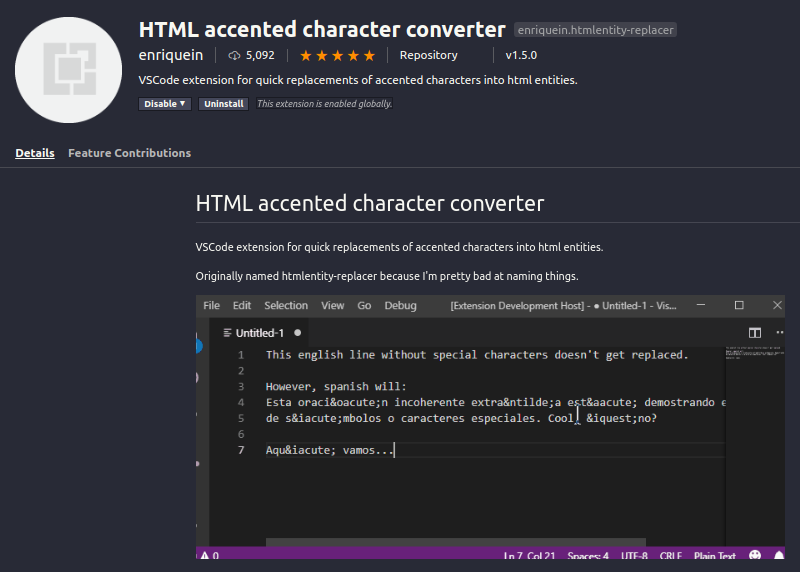 HTML accented character converter enriquein.htmlentity-replacer
enriquein 5,092 Repository v1.5.0
VSCode extension for quick replacements of accented characters into html entities.
Disable ▼ Uninstall This extension is enabled globally.
Details Feature Contributions
HTML accented character converter
VSCode extension for quick replacements of accented characters into html entities.
Originally named htmlentity-replacer because I'm pretty bad at naming things.
File Edit Selection View Go Debug [Extension Development Host] - ● Untitled-1 - Vis...
Untitled-1 ●
1 This english line without special characters doesn't get replaced.
2
3 However, spanish will:
4 Esta oraci&oacute;n incoherente extra&ntilde;a est&aacute; demostrando e
5 de s&iacute;mbolos o caracteres especiales. Cool, &iquest;no?
6
7 Aqu&iacute; vamos...
0 Ln 7, Col 21 Spaces: 4 UTF-8 CRLF Plain Text